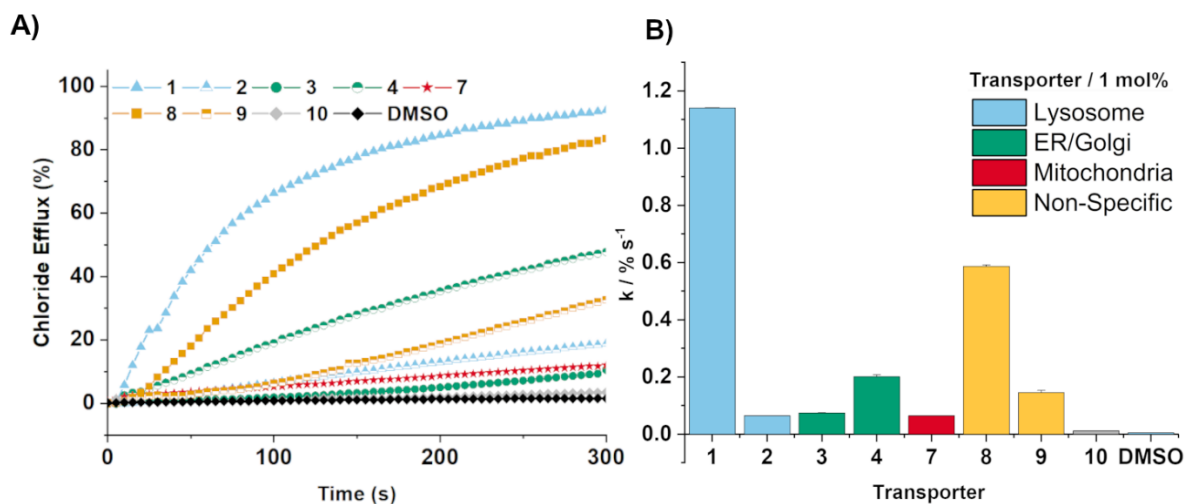 A)
100
80
60
40
20
0
Chloride Efflux (%)
1 2 3 4 7
8 9 10 DMSO
0 100 200 300
Time (s)
B)
Transporter / 1 mol%
Lysosome
ER/Golgi
Mitochondria
Non-Specific
1.2
1.0
0.8
0.6
0.4
0.2
0.0
k / % s⁻¹
1 2 3 4 7 8 9 10 DMSO
Transporter